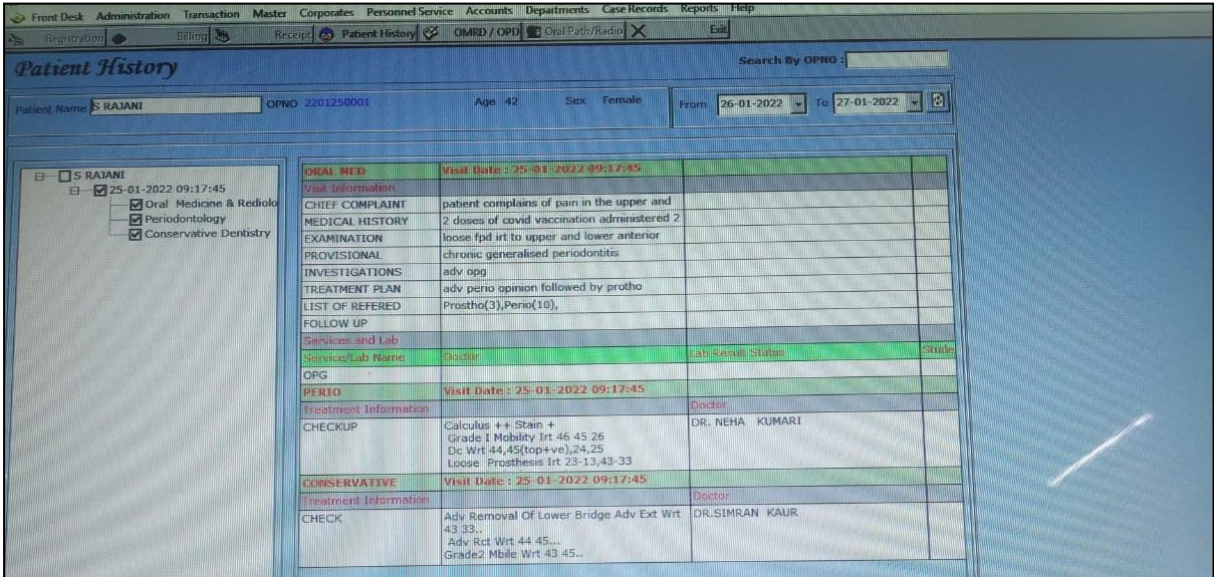 Front Desk Administration Transaction Master Corporates Personnel Service Accounts Departments Case Records Reports Help
Registration Billing Receipt Patient History OMRD / OPD Oral Path/Radio Exit
Patient History
Search By OPNO :
Patient Name S RAJANI OPNO 2201250001 Age 42 Sex Female From 26-01-2022 To 27-01-2022
S RAJANI
25-01-2022 09:17:45
Oral Medicine & Rediolo
Periodontology
Conservative Dentistry
ORAL MED Visit Date : 25-01-2022 09:17:45
Visit Information
CHIEF COMPLAINT patient complains of pain in the upper and
MEDICAL HISTORY 2 doses of covid vaccination administered 2
EXAMINATION loose fpd irt to upper and lower anterior
PROVISIONAL chronic generalised periodontitis
INVESTIGATIONS adv opg
TREATMENT PLAN adv perio opinion followed by protho
LIST OF REFERED Prostho(3),Perio(10),
FOLLOW UP
Services and Lab
Service/Lab Name Doctor Lab Result Status Stude
OPG
PERIO Visit Date : 25-01-2022 09:17:45
Treatment Information Doctor
CHECKUP Calculus ++ Stain + DR. NEHA KUMARI
Grade I Mobility Irt 46 45 26
Dc Wrt 44,45(top+ve),24,25
Loose Prosthesis Irt 23-13,43-33
CONSERVATIVE Visit Date : 25-01-2022 09:17:45
Treatment Information Doctor
CHECK Adv Removal Of Lower Bridge Adv Ext Wrt DR.SIMRAN KAUR
43 33..
Adv Rct Wrt 44 45...
Grade2 Mbile Wrt 43 45..